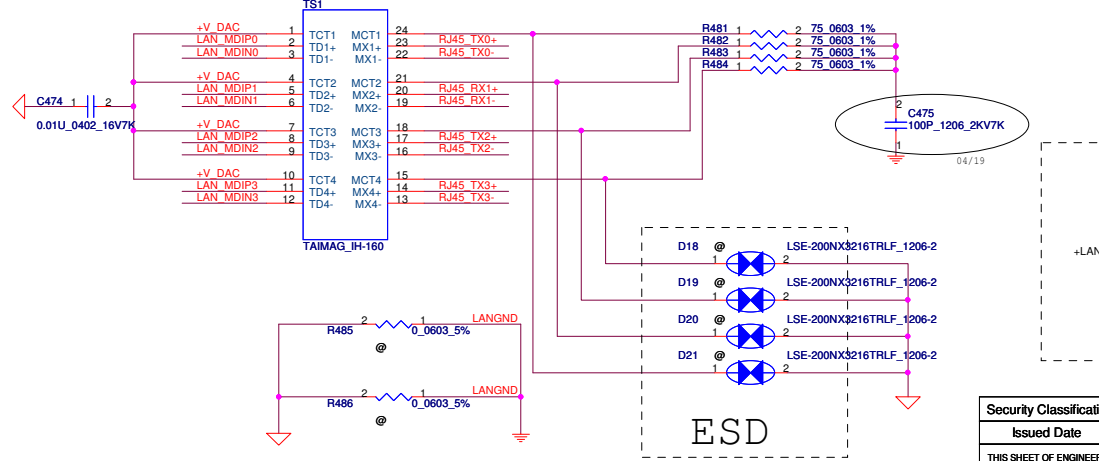 TS1
+V_DAC 1 TCT1 MCT1 24
LAN_MDIP0 2 TD1+ MX1+ 23 RJ45_TX0+
LAN_MDIN0 3 TD1- MX1- 22 RJ45_TX0-
+V_DAC 4 TCT2 MCT2 21
LAN_MDIP1 5 TD2+ MX2+ 20 RJ45_RX1+
LAN_MDIN1 6 TD2- MX2- 19 RJ45_RX1-
+V_DAC 7 TCT3 MCT3 18
LAN_MDIP2 8 TD3+ MX3+ 17 RJ45_TX2+
LAN_MDIN2 9 TD3- MX3- 16 RJ45_TX2-
+V_DAC 10 TCT4 MCT4 15
LAN_MDIP3 11 TD4+ MX4+ 14 RJ45_TX3+
LAN_MDIN3 12 TD4- MX4- 13 RJ45_TX3-
TAIMAG_IH-160
C474 1 2
0.01U_0402_16V7K
R481 1 2 75_0603_1%
R482 1 2 75_0603_1%
R483 1 2 75_0603_1%
R484 1 2 75_0603_1%
2
C475
100P_1206_2KV7K
1
04/19
+LAN
D18 @ LSE-200NX3216TRLF_1206-2
1 2
D19 @ LSE-200NX3216TRLF_1206-2
1 2
D20 @ LSE-200NX3216TRLF_1206-2
1 2
D21 @ LSE-200NX3216TRLF_1206-2
1 2
ESD
2 1 LANGND
R485 0_0603_5%
@
2 1 LANGND
R486 0_0603_5%
@
Security Classificati
Issued Date
THIS SHEET OF ENGINEER